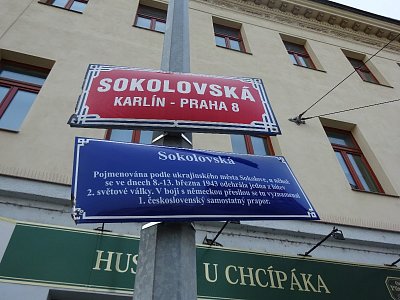 SOKOLOVSKÁ
KARLÍN - PRAHA 8
Sokolovská
Pojmenována podle ukrajinského města Sokolove, u něhož
se ve dnech 8.-13. března 1943 odehrála jedna z bitev
2. světové války. V boji s německou přesilou se tu vyznamenal
1. československý samostatný prapor.
HUS U CHCÍPÁKA